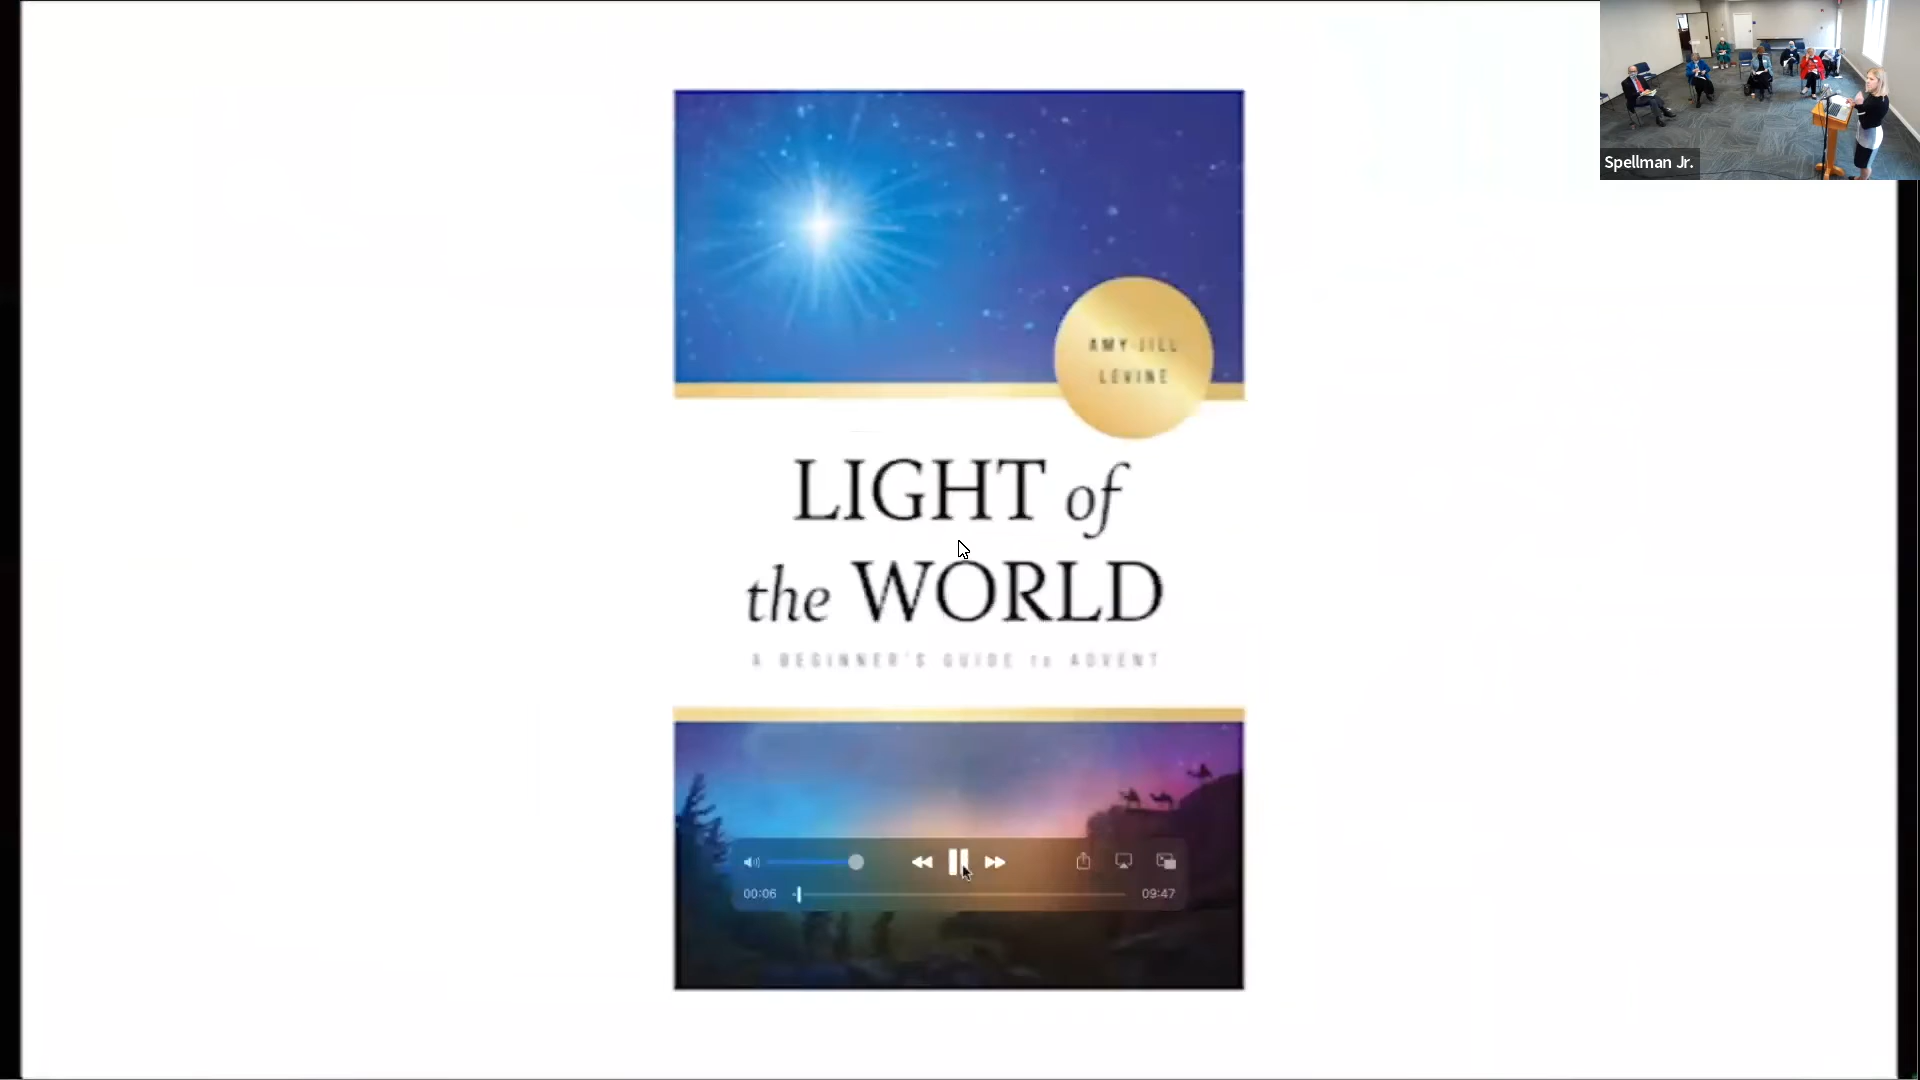 Spellman Jr.
AMY-JILL
LEVINE
LIGHT of
the WORLD
A BEGINNER'S GUIDE to ADVENT
00:06
09:47